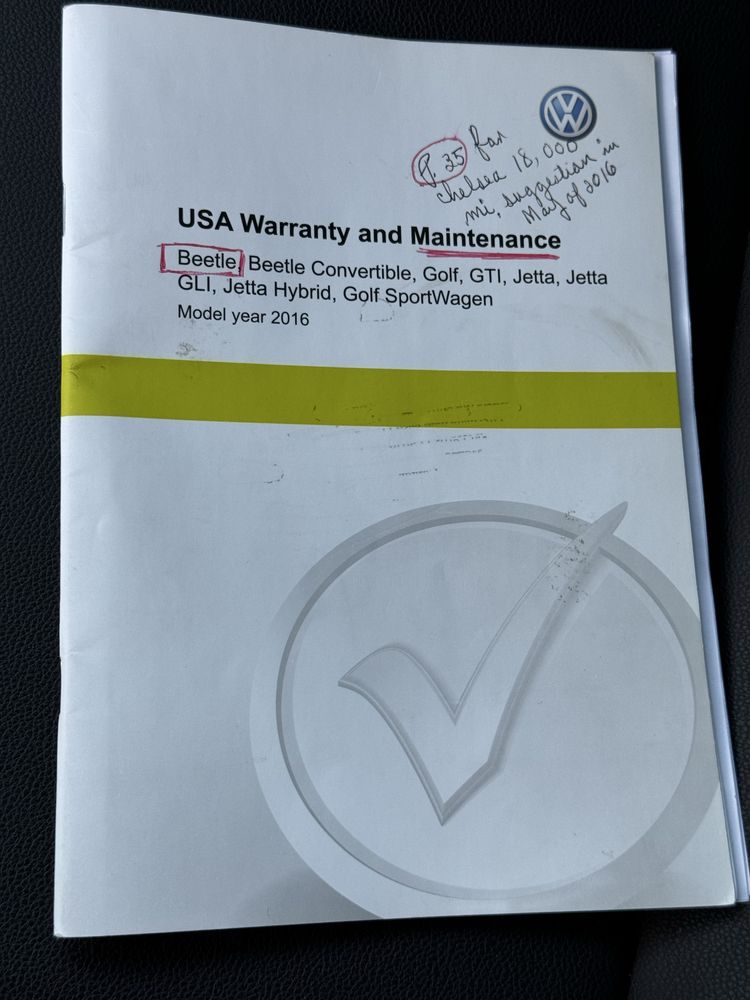 P. 35 for
Chelsea 18,000
mi, suggestion in
May of 2016
USA Warranty and Maintenance
Beetle, Beetle Convertible, Golf, GTI, Jetta, Jetta
GLI, Jetta Hybrid, Golf SportWagen
Model year 2016